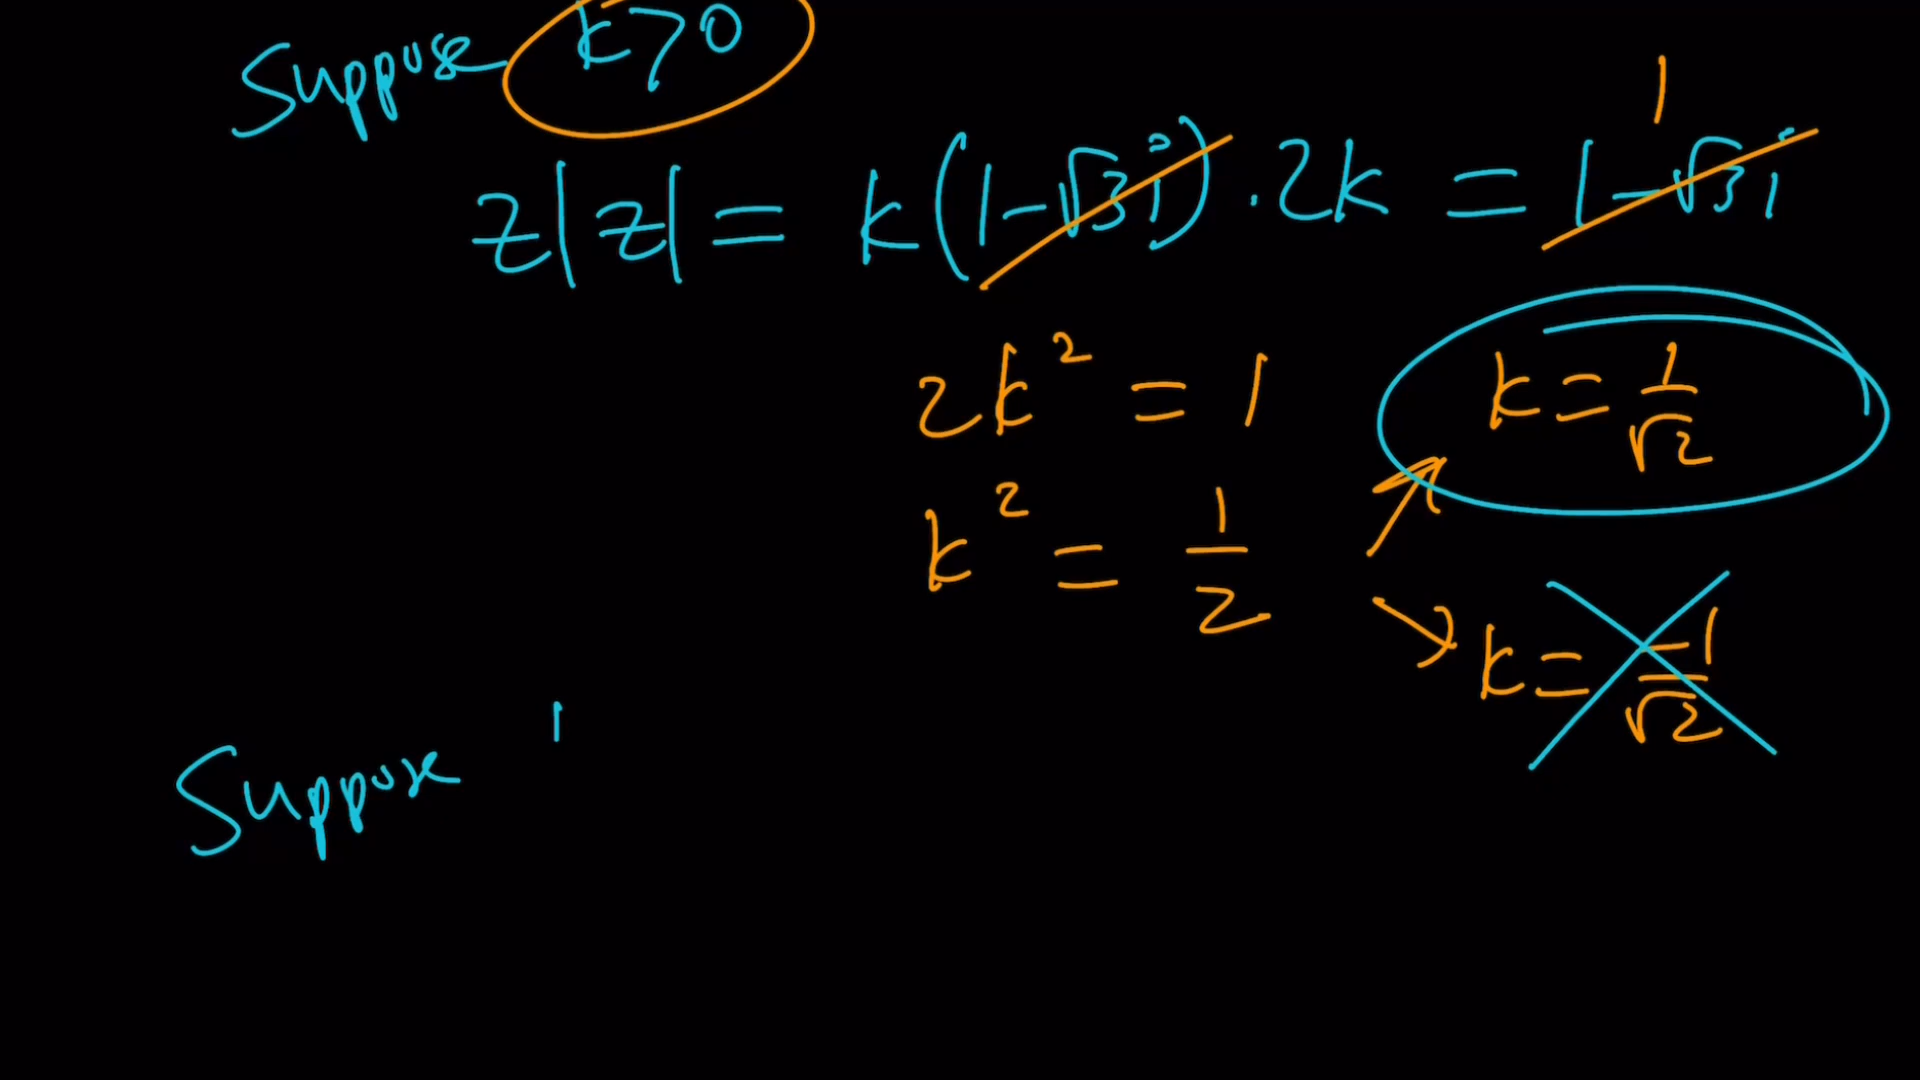 Suppose k>0
1
z|z| = k(1-√3i).2k = 1-√3i
2k² = 1
k = 1/√2
k² = 1/2
k = -1/√2
Suppose